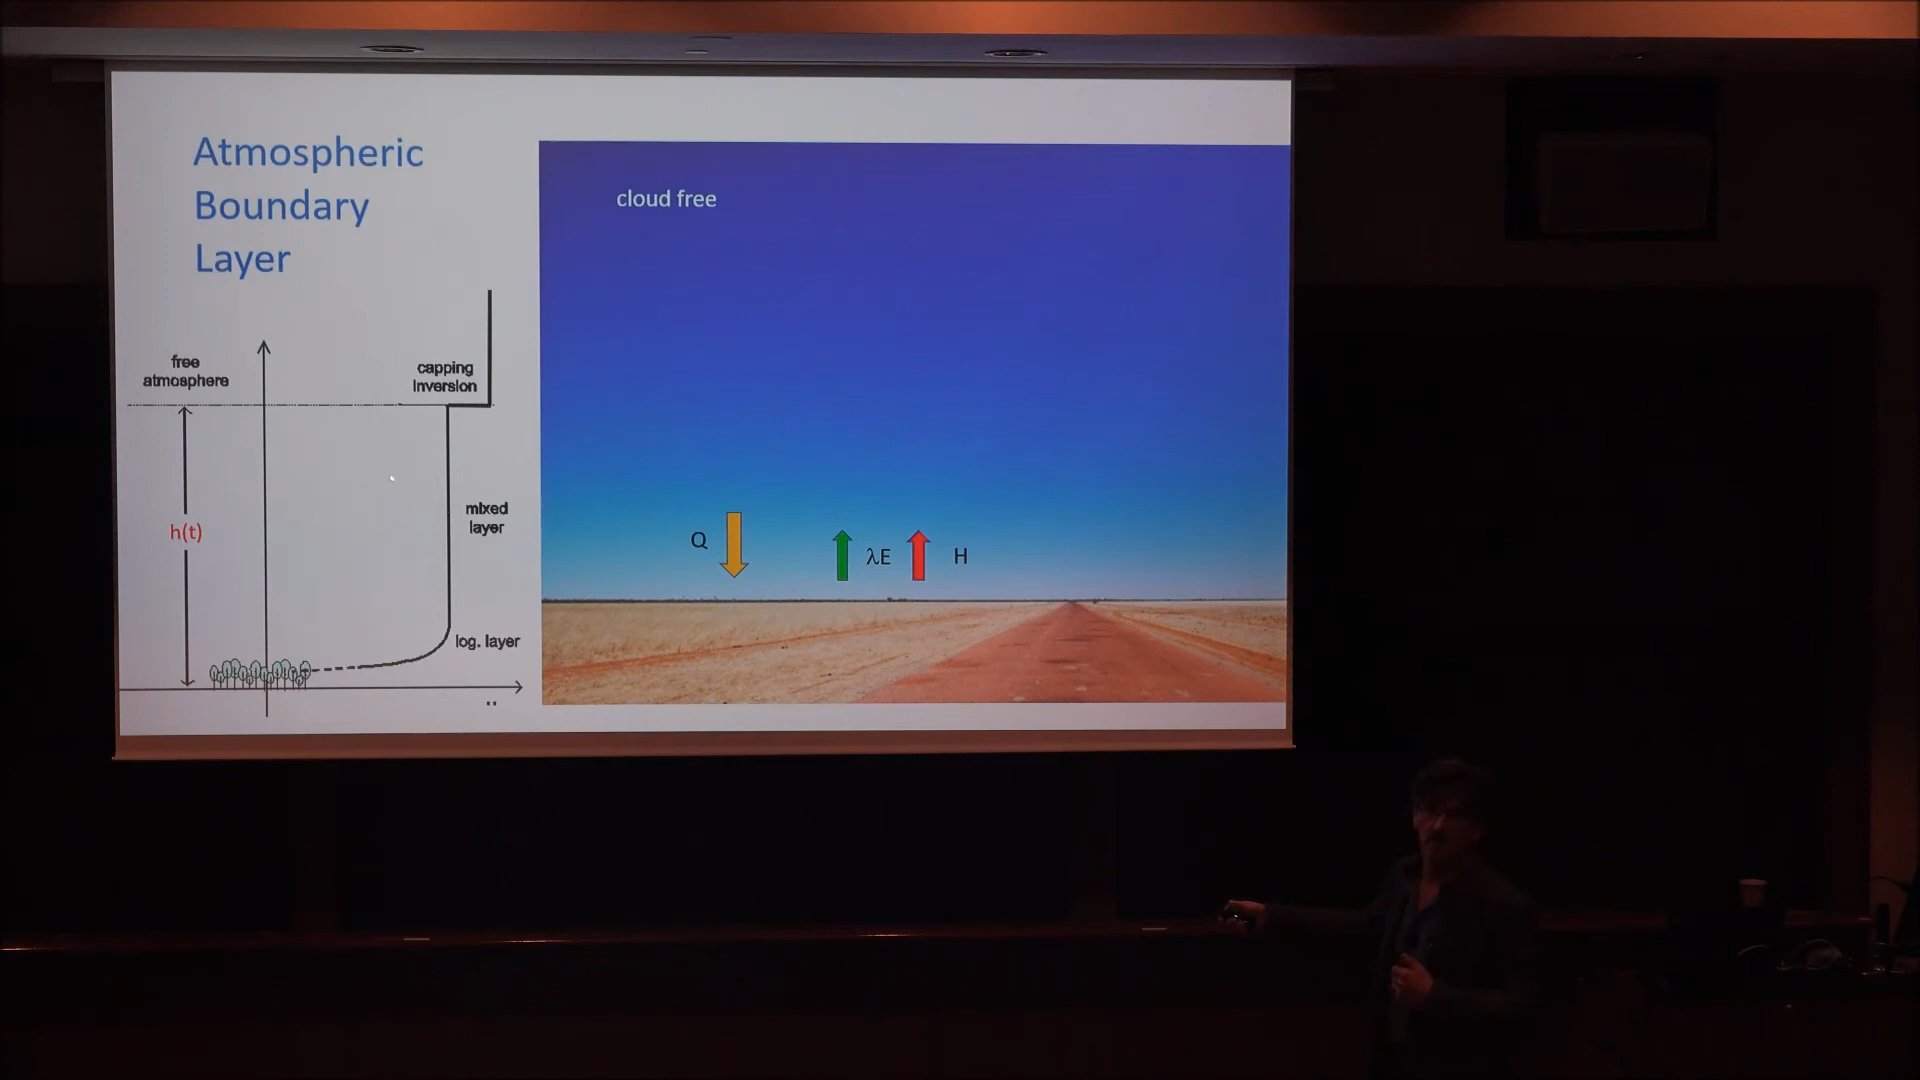 Atmospheric
Boundary
Layer
free
atmosphere
capping
inversion
h(t)
mixed
layer
log. layer
cloud free
Q
λE
H